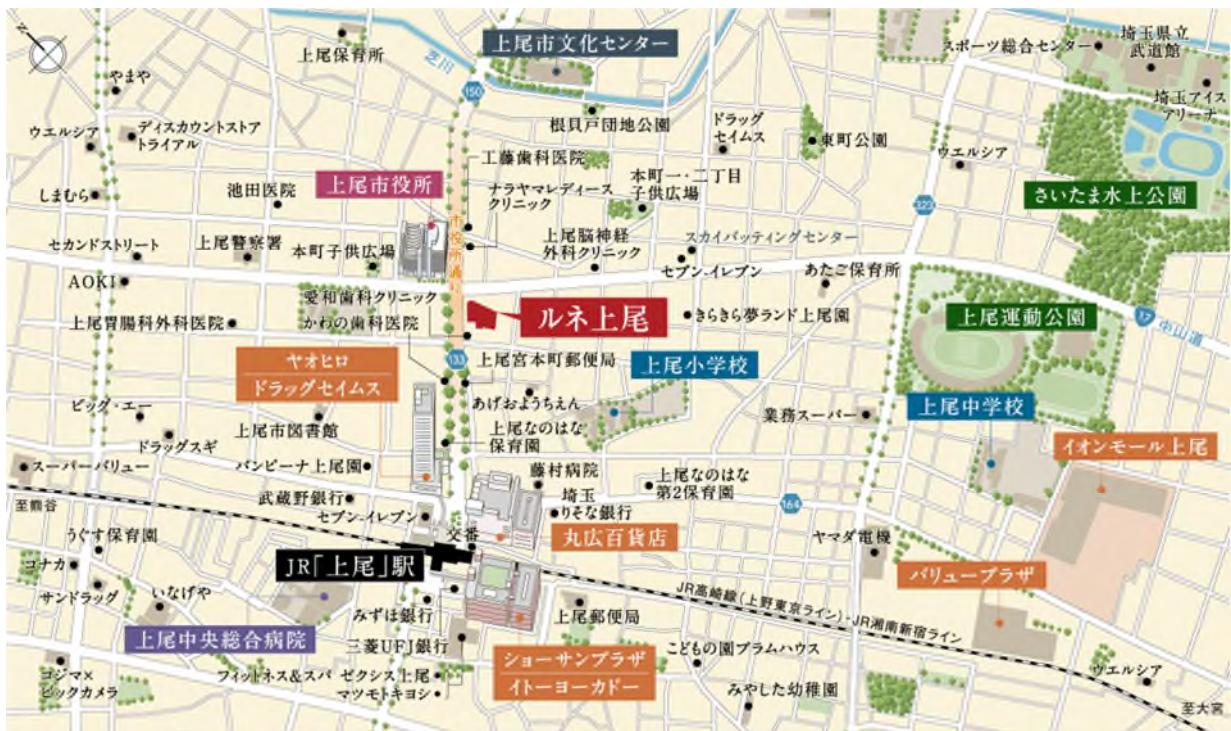 N
上尾保育所
上尾市文化センター
スポーツ総合センター
埼玉県立
武道館
やまや
芝川
150
根貝戸団地公園
ドラッグ
セイムス
東町公園
埼玉アイス
アリーナ
ウエルシア
ディスカウントストア
トライアル
工藤歯科医院
ウエルシア
しまむら
池田医院
上尾市役所
ナラヤマレディース
クリニック
本町一・二丁目
子供広場
さいたま水上公園
323
市役所通り
セカンドストリート
上尾警察署
本町子供広場
上尾脳神経
外科クリニック
スカイバッティングセンター
セブン-イレブン
あたご保育所
AOKI
愛和歯科クリニック
かわの歯科医院
ルネ上尾
きらきら夢ランド上尾園
上尾運動公園
17
中山道
上尾胃腸科外科医院
133
上尾宮本町郵便局
上尾小学校
ヤオヒロ
ドラッグセイムス
あげおようちえん
業務スーパー
上尾中学校
ビッグ・エー
ドラッグスギ
上尾市図書館
上尾なのはな
保育園
イオンモール上尾
スーパーバリュー
バンビーナ上尾園
藤村病院
上尾なのはな
第2保育園
至熊谷
武蔵野銀行
セブン-イレブン
埼玉
りそな銀行
164
うぐす保育園
交番
丸広百貨店
ヤマダ電機
コナカ
JR「上尾」駅
バリュープラザ
サンドラッグ
いなげや
みずほ銀行
上尾郵便局
JR高崎線(上野東京ライン)・JR湘南新宿ライン
上尾中央総合病院
三菱UFJ銀行
ショーサンプラザ
イトーヨーカドー
こどもの園プラムハウス
ウエルシア
コジマ×
ビックカメラ
フィットネス&スパ ゼクシス上尾
マツモトキヨシ
みやした幼稚園
至大宮